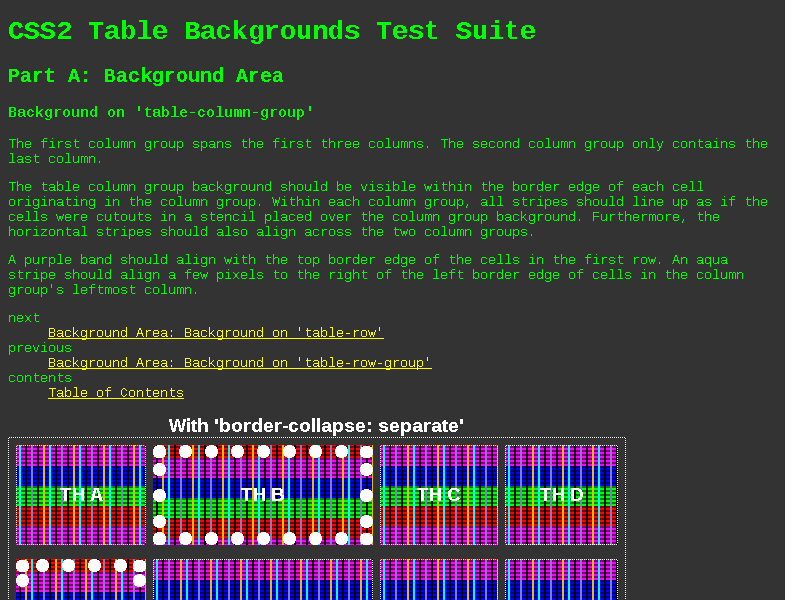 CSS2 Table Backgrounds Test Suite
Part A: Background Area
Background on 'table-column-group'
The first column group spans the first three columns. The second column group only contains the
last column.
The table column group background should be visible within the border edge of each cell
originating in the column group. Within each column group, all stripes should line up as if the
cells were cutouts in a stencil placed over the column group background. Furthermore, the
horizontal stripes should also align across the two column groups.
A purple band should align with the top border edge of the cells in the first row. An aqua
stripe should align a few pixels to the right of the left border edge of cells in the column
group's leftmost column.
next
Background Area: Background on 'table-row'
previous
Background Area: Background on 'table-row-group'
contents
Table of Contents
With 'border-collapse: separate'
TH A TH B TH C TH D